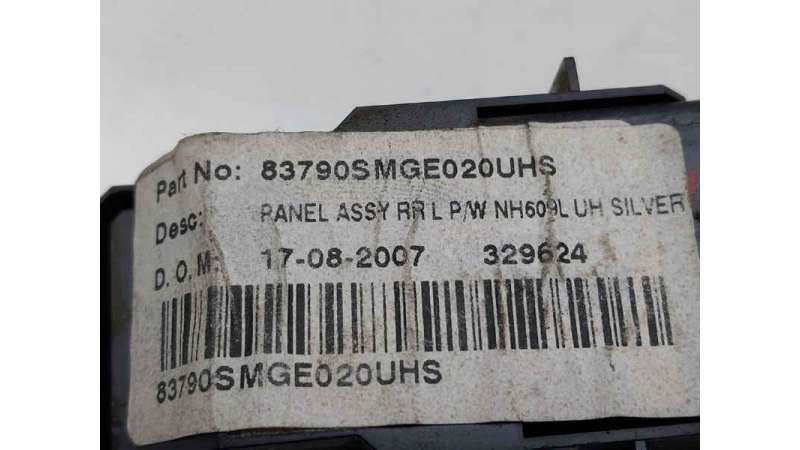 Part No: 83790SMGE020UHS
Desc: PANEL ASSY RR L P/W NH609L UH SILVER
D.O.M: 17-08-2007 329624
83790SMGE020UHS